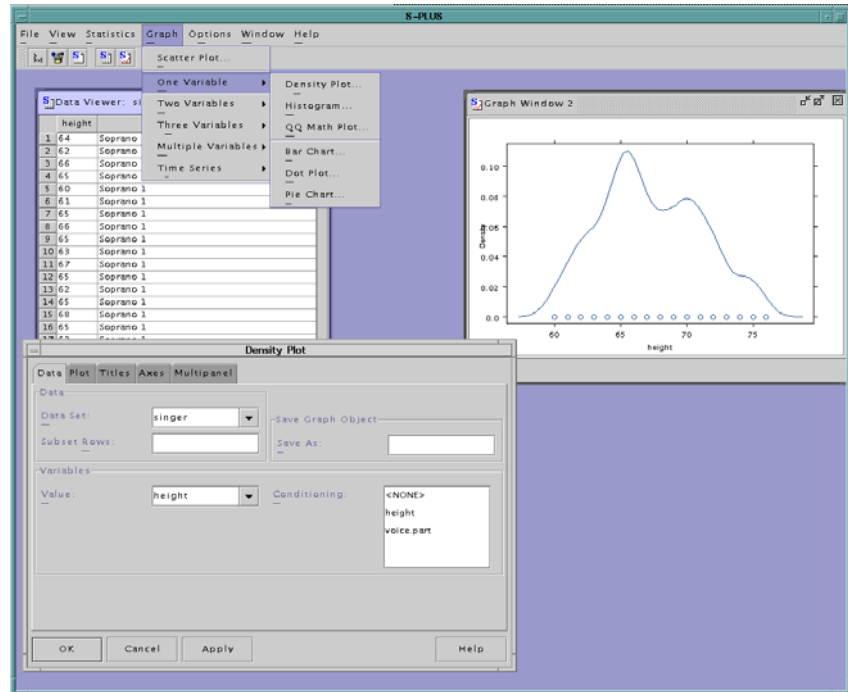 S-PLUS
File View Statistics Graph Options Window Help
Scatter Plot...
One Variable
Two Variables
Three Variables
Multiple Variables
Time Series
Density Plot...
Histogram...
QQ Math Plot...
Bar Chart...
Dot Plot...
Pie Chart...
Data Viewer: si
height
1 64 Soprano
2 62 Soprano
3 66 Soprano
4 65 Soprano
5 60 Soprano 1
6 61 Soprano 1
7 65 Soprano 1
8 66 Soprano 1
9 65 Soprano 1
10 63 Soprano 1
11 67 Soprano 1
12 65 Soprano 1
13 62 Soprano 1
14 65 Soprano 1
15 68 Soprano 1
16 65 Soprano 1
Graph Window 2
0.10
0.08
0.06
0.04
0.02
0.0
Density
60 65 70 75
height
Density Plot
Data Plot Titles Axes Multipanel
Data
Data Set: singer
Subset Rows:
Save Graph Object
Save As:
Variables
Value: height
Conditioning: <NONE>
height
voice.part
OK Cancel Apply Help